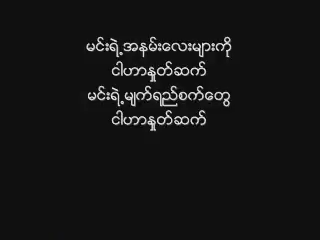 မင်းရဲ့အနမ်းလေးများကို
ငါဟာနှုတ်ဆက်
မင်းရဲ့မျက်ရည်စက်တွေ
ငါဟာနှုတ်ဆက်